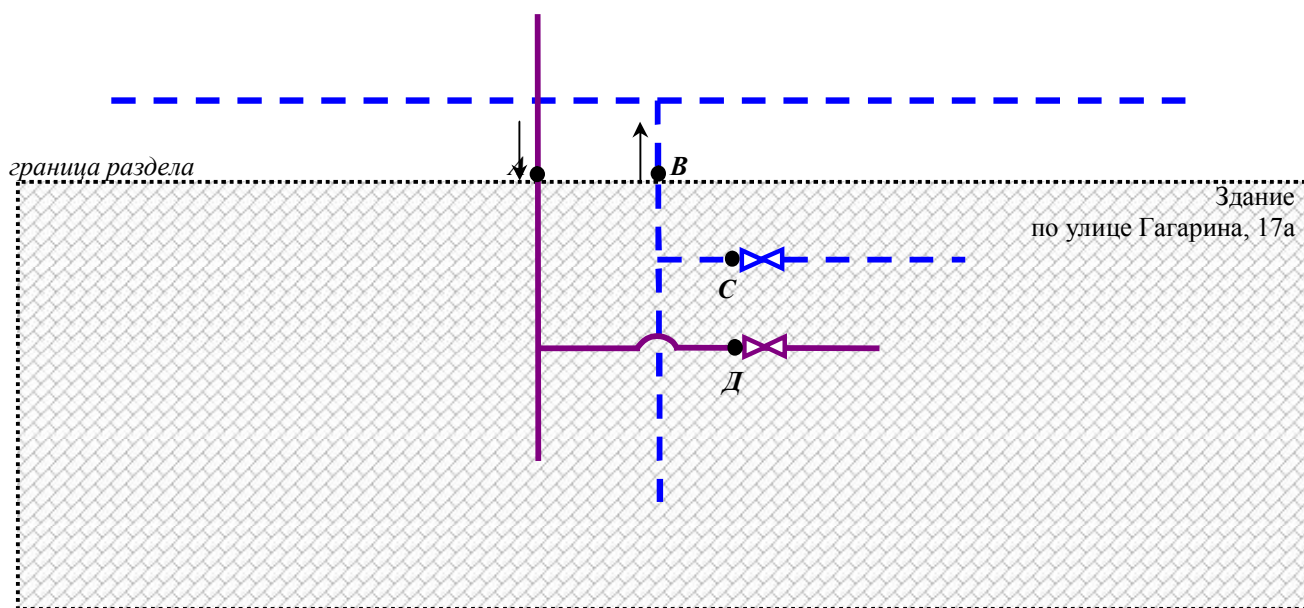 граница раздела
А
В
Здание
по улице Гагарина, 17а
С
Д